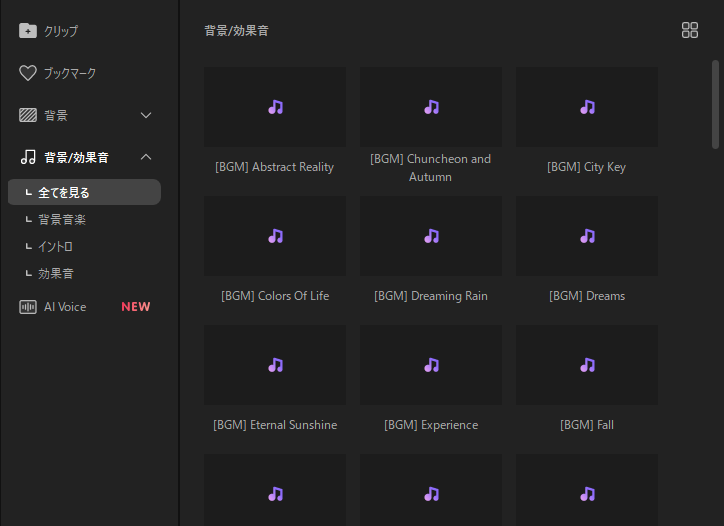 クリップ
ブックマーク
背景
背景/効果音
全てを見る
背景音楽
イントロ
効果音
AI Voice NEW
背景/効果音
[BGM] Abstract Reality
[BGM] Chuncheon and
Autumn
[BGM] City Key
[BGM] Colors Of Life
[BGM] Dreaming Rain
[BGM] Dreams
[BGM] Eternal Sunshine
[BGM] Experience
[BGM] Fall